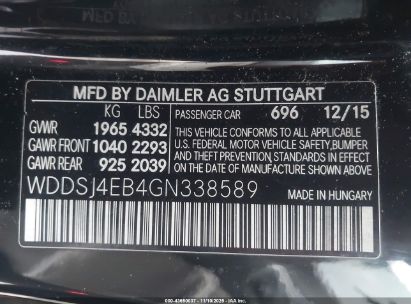 MFD BY DAIMLER AG STUTTGART
KG LBS PASSENGER CAR 696 12/15
GWR 1965 4332
GAWR FRONT 1040 2293
GAWR REAR 925 2039
THIS VEHICLE CONFORMS TO ALL APPLICABLE
U.S. FEDERAL MOTOR VEHICLE SAFETY, BUMPER
AND THEFT PREVENTION STANDARDS IN
EFFECT ON THE DATE OF
MANUFACTURE SHOWN ABOVE.
WDDSJ4EB4GN338589
MADE IN HUNGARY